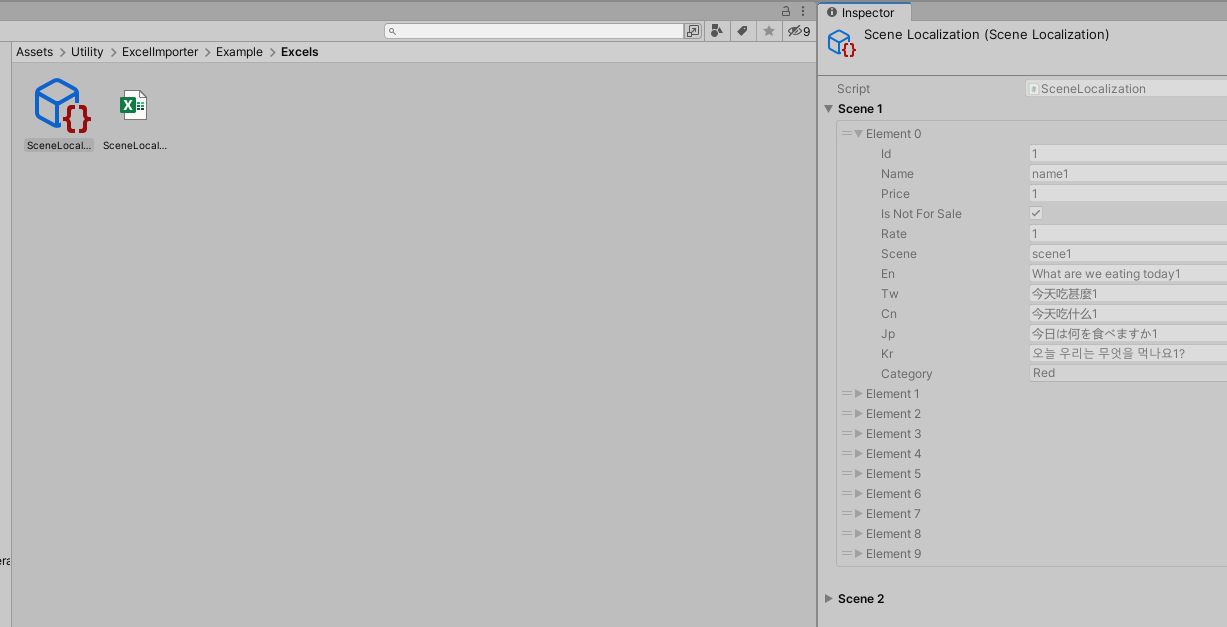 Inspector
9
Assets > Utility > ExcelImporter > Example > Excels
Scene Localization (Scene Localization)
SceneLocal...
SceneLocal...
Script # SceneLocalization
Scene 1
Element 0
Id 1
Name name1
Price 1
Is Not For Sale
Rate 1
Scene scene1
En What are we eating today1
Tw 今天吃甚麼1
Cn 今天吃什么1
Jp 今日は何を食べますか1
Kr 오늘 우리는 무엇을 먹나요1?
Category Red
Element 1
Element 2
Element 3
Element 4
Element 5
Element 6
Element 7
Element 8
Element 9
Scene 2